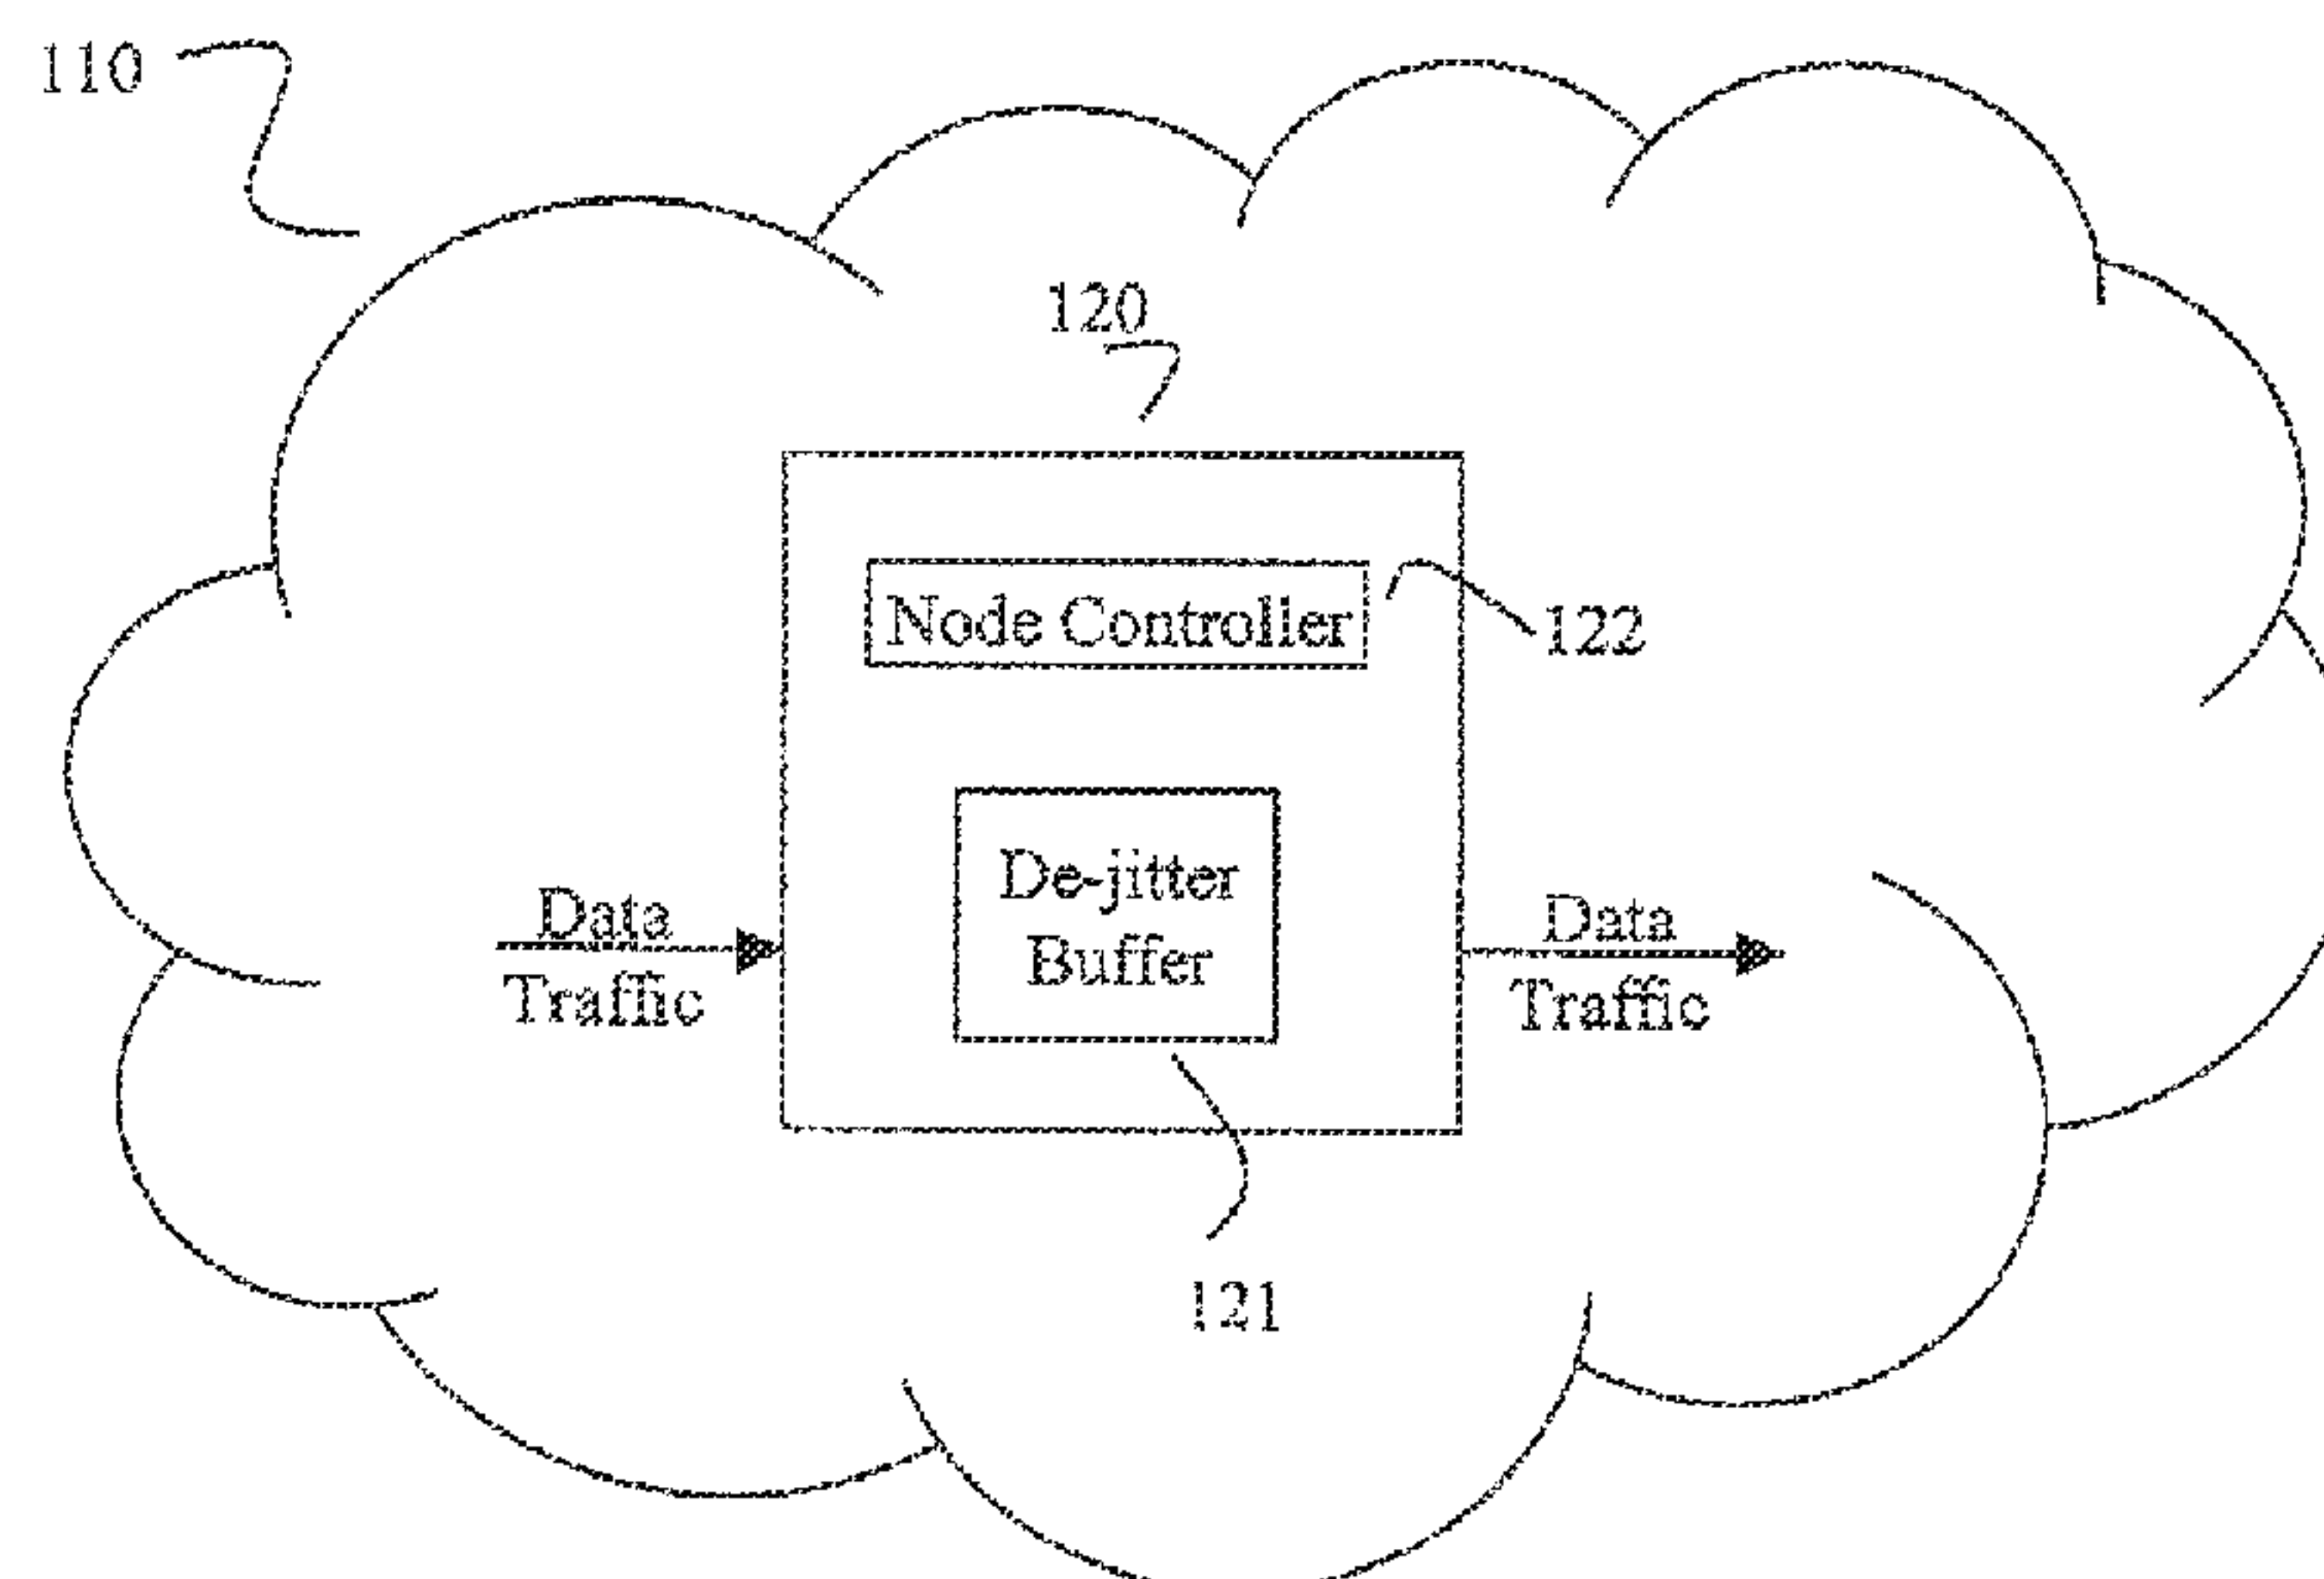 110
120
Node Controller
122
De-jitter
Buffer
Data
Traffic
Data
Traffic
121